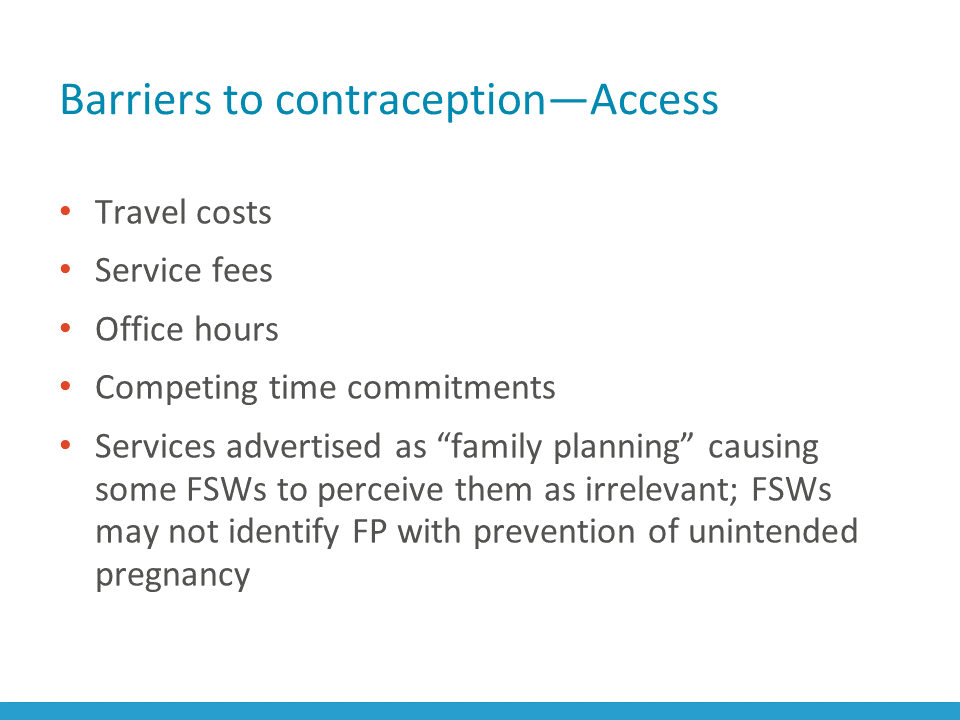 Barriers to contraception—Access
• Travel costs
• Service fees
• Office hours
• Competing time commitments
• Services advertised as “family planning” causing
some FSWs to perceive them as irrelevant; FSWs
may not identify FP with prevention of unintended
pregnancy